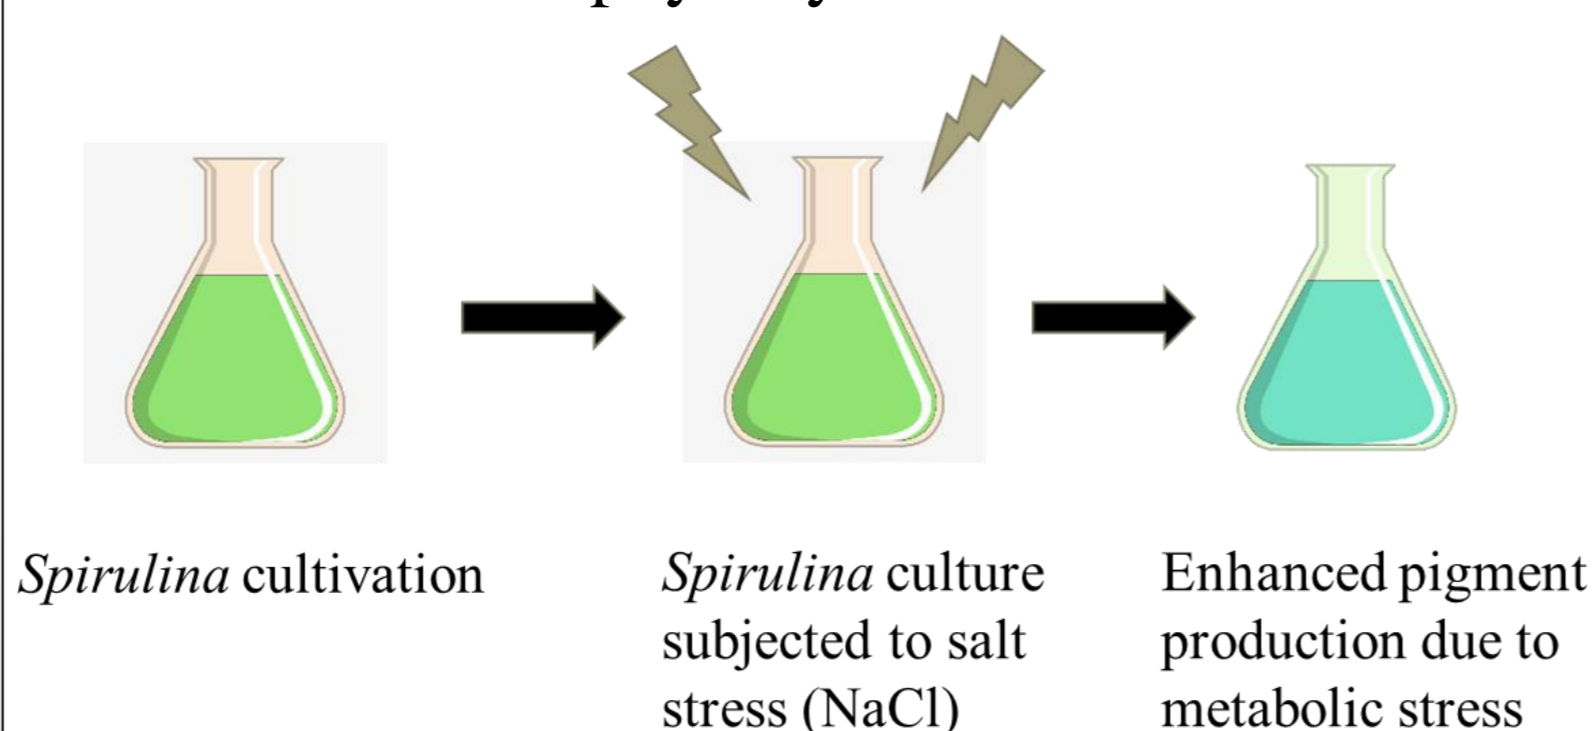 Spirulina cultivation
Spirulina culture
subjected to salt
stress (NaCl)
Enhanced pigment
production due to
metabolic stress